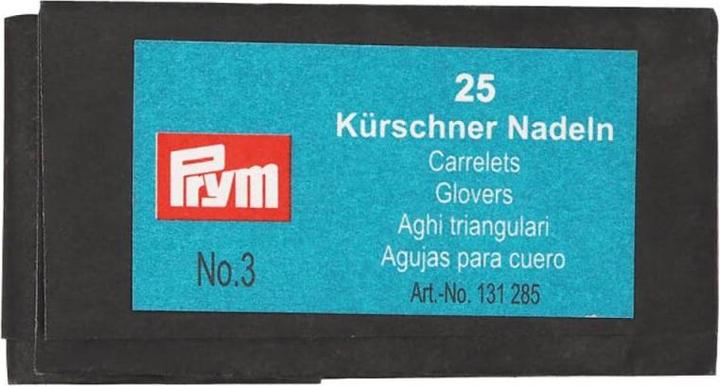 Prym
No.3
25
Kürschner Nadeln
Carrelets
Glovers
Aghi triangulari
Agujas para cuero
Art.-No. 131 285